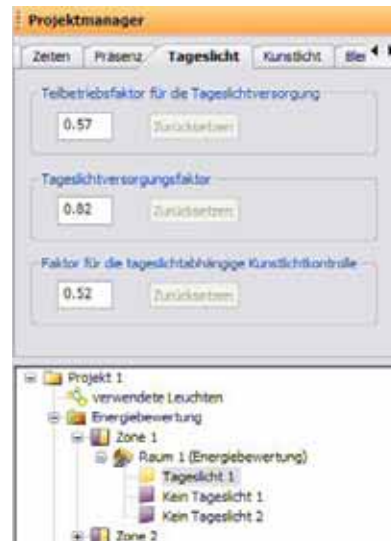 Projektmanager
Zeiten Präsenz Tageslicht Kunstlicht Ble
Teilbetriebsfaktor für die Tageslichtversorgung
0.57 Zurücksetzen
Tageslichtversorgungsfaktor
0.82 Zurücksetzen
Faktor für die tageslichtabhängige Kunstlichtkontrolle
0.52 Zurücksetzen
Projekt 1
verwendete Leuchten
Energiebewertung
Zone 1
Raum 1 (Energiebewertung)
Tageslicht 1
Kein Tageslicht 1
Kein Tageslicht 2
Zone 2